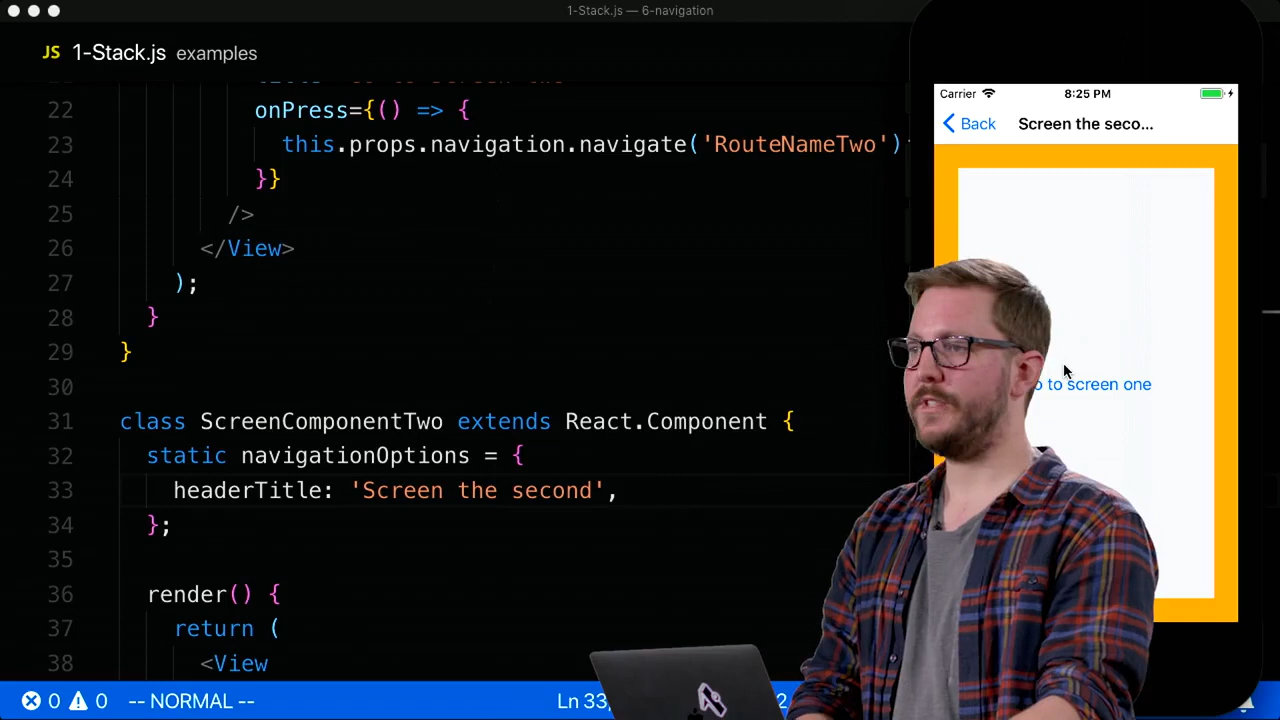 1-Stack.js — 6-navigation
JS 1-Stack.js examples
22 onPress={() => {
23 this.props.navigation.navigate('RouteNameTwo')
24 }}
25 />
26 </View>
27 );
28 }
29 }
30
31 class ScreenComponentTwo extends React.Component {
32 static navigationOptions = {
33 headerTitle: 'Screen the second',
34 };
35
36 render() {
37 return (
38 <View
0 0 -- NORMAL -- Ln 33,
Carrier 8:25 PM
Back Screen the seco...
to screen one